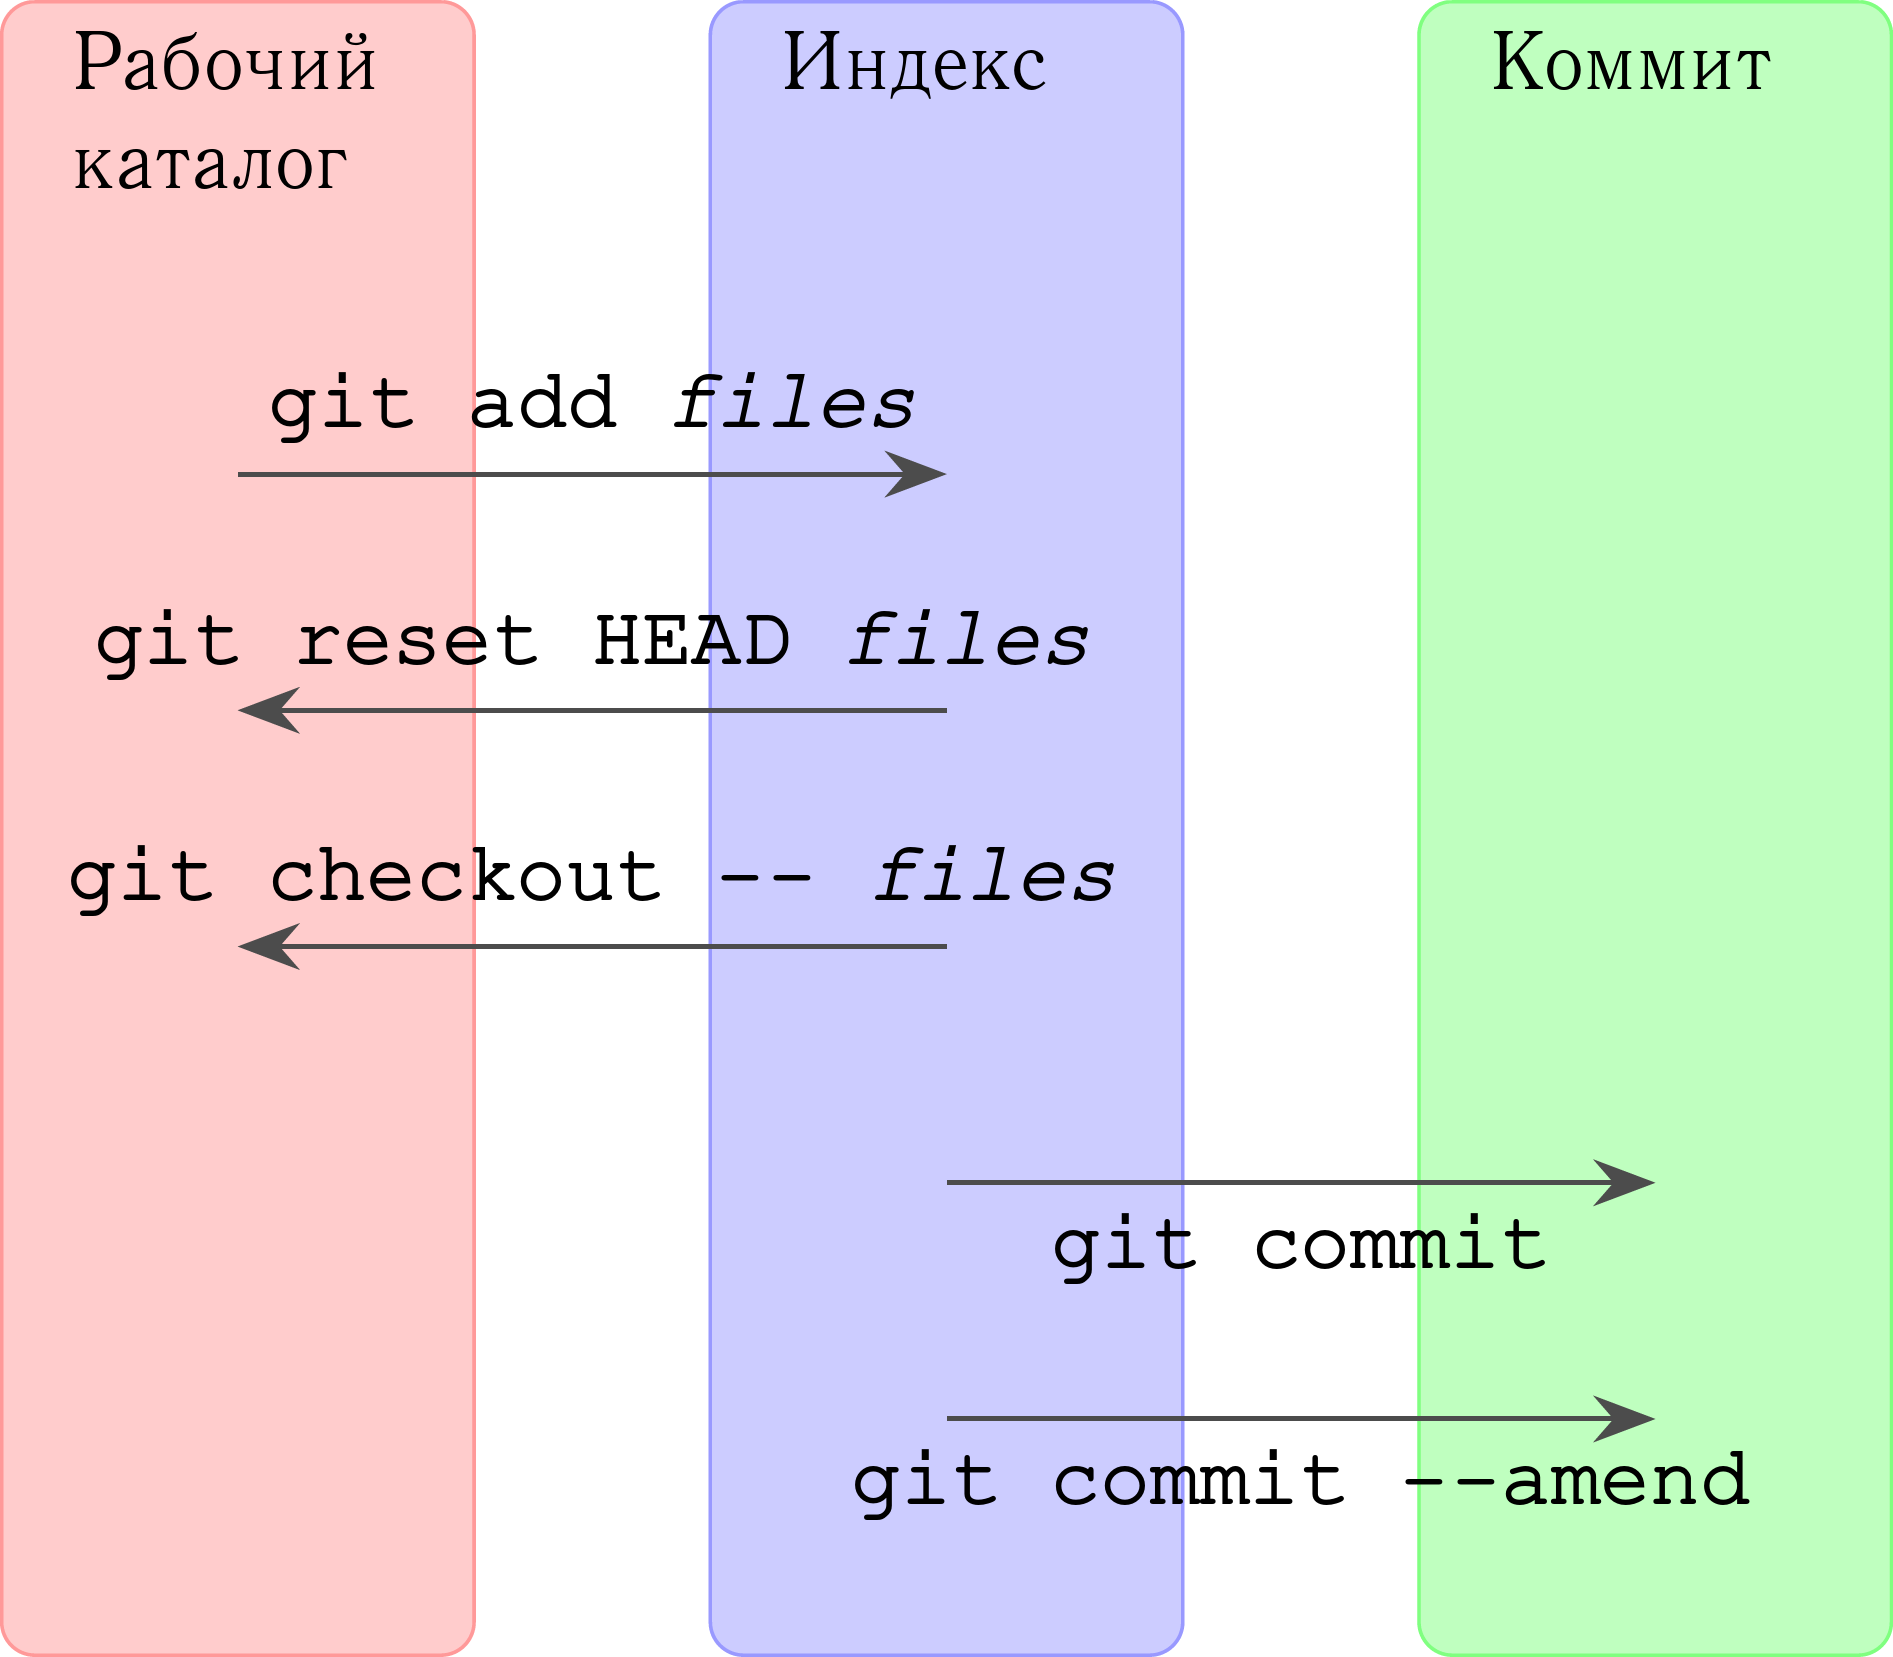 Рабочий
каталог
Индекс
Коммит
git add files
git reset HEAD files
git checkout -- files
git commit
git commit --amend